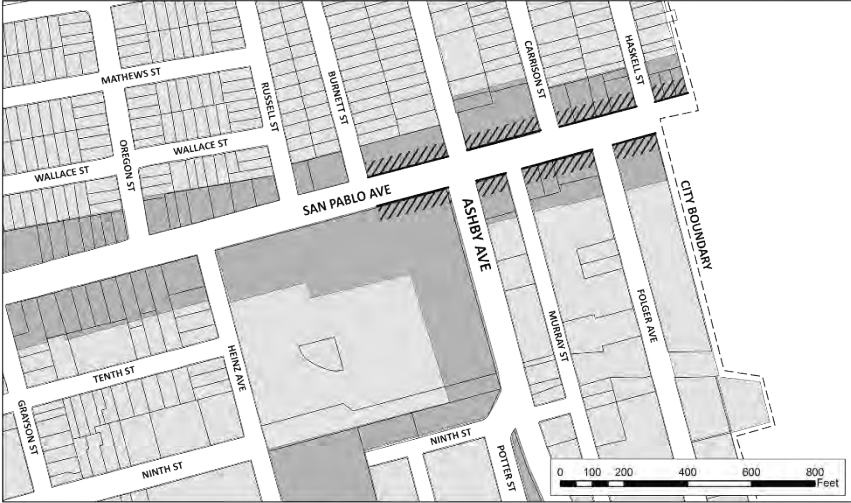 MATHEWS ST
RUSSELL ST
BURNETT ST
CARRISON ST
HASKELL ST
OREGON ST
WALLACE ST
WALLACE ST
SAN PABLO AVE
ASHBY AVE
CITY BOUNDARY
MURRAY ST
FOLGER AVE
HEINZ AVE
TENTH ST
GRAYSON ST
NINTH ST
NINTH ST
POTTER ST
0 100 200 400 600 800
Feet